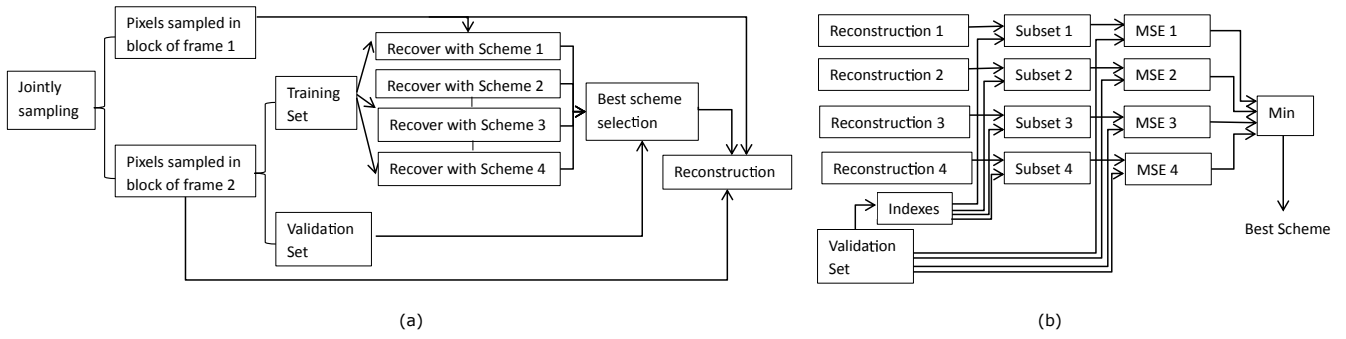 Jointly
sampling
Pixels sampled in
block of frame 1
Pixels sampled in
block of frame 2
Training
Set
Validation
Set
Recover with Scheme 1
Recover with Scheme 2
Recover with Scheme 3
Recover with Scheme 4
Best scheme
selection
Reconstruction
(a)
Reconstruction 1
Subset 1
MSE 1
Reconstruction 2
Subset 2
MSE 2
Reconstruction 3
Subset 3
MSE 3
Reconstruction 4
Subset 4
MSE 4
Min
Indexes
Validation
Set
Best Scheme
(b)